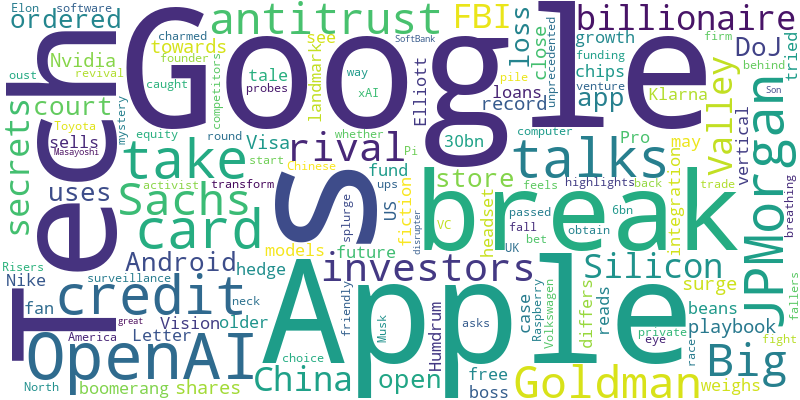 Elon software
ordered
antitrust
FBI
loss
billionaire
charmed
towards
Google
SoftBank
close
growth
firm
DoJ
tried
Nvidia
founder
see
landmark
unprecedented
funding
behind
oust
revival
tale
caught
probes
way
xAI
Elliott
loans
chips
pile
court
competitors
record
app
venture
Klarna
Son
Tech
secrets
Toyota
mystery
sells
Masayoshi
equity
round
Visa
whether
rival
30bn
computer
Pro
may
Valley
vertical
JPMorgan
take
start
Pi
talks
uses
activist
transform
fund
Chinese
store
highlights
back
trade
Sachs
ups
US
fiction
feels
integration
breathing
card
splurge
s
disrupter
VC
headset
passed
6bn
break
future
fall
obtain
UK
bet
Android
hedge
models
Risers
surveillance
investors
Silicon
Nike
credit
neck
friendly
Humdrum
case
Raspberry
Volkswagen
differs
reads
surge
private
beans
fallers
fan
Vision
older
Apple
Musk
asks
eye
race
playbook
America
great
Letter
choice
fight
OpenAI
Big
North
boomerang
shares
China
open
free
boss
Goldman
weighs